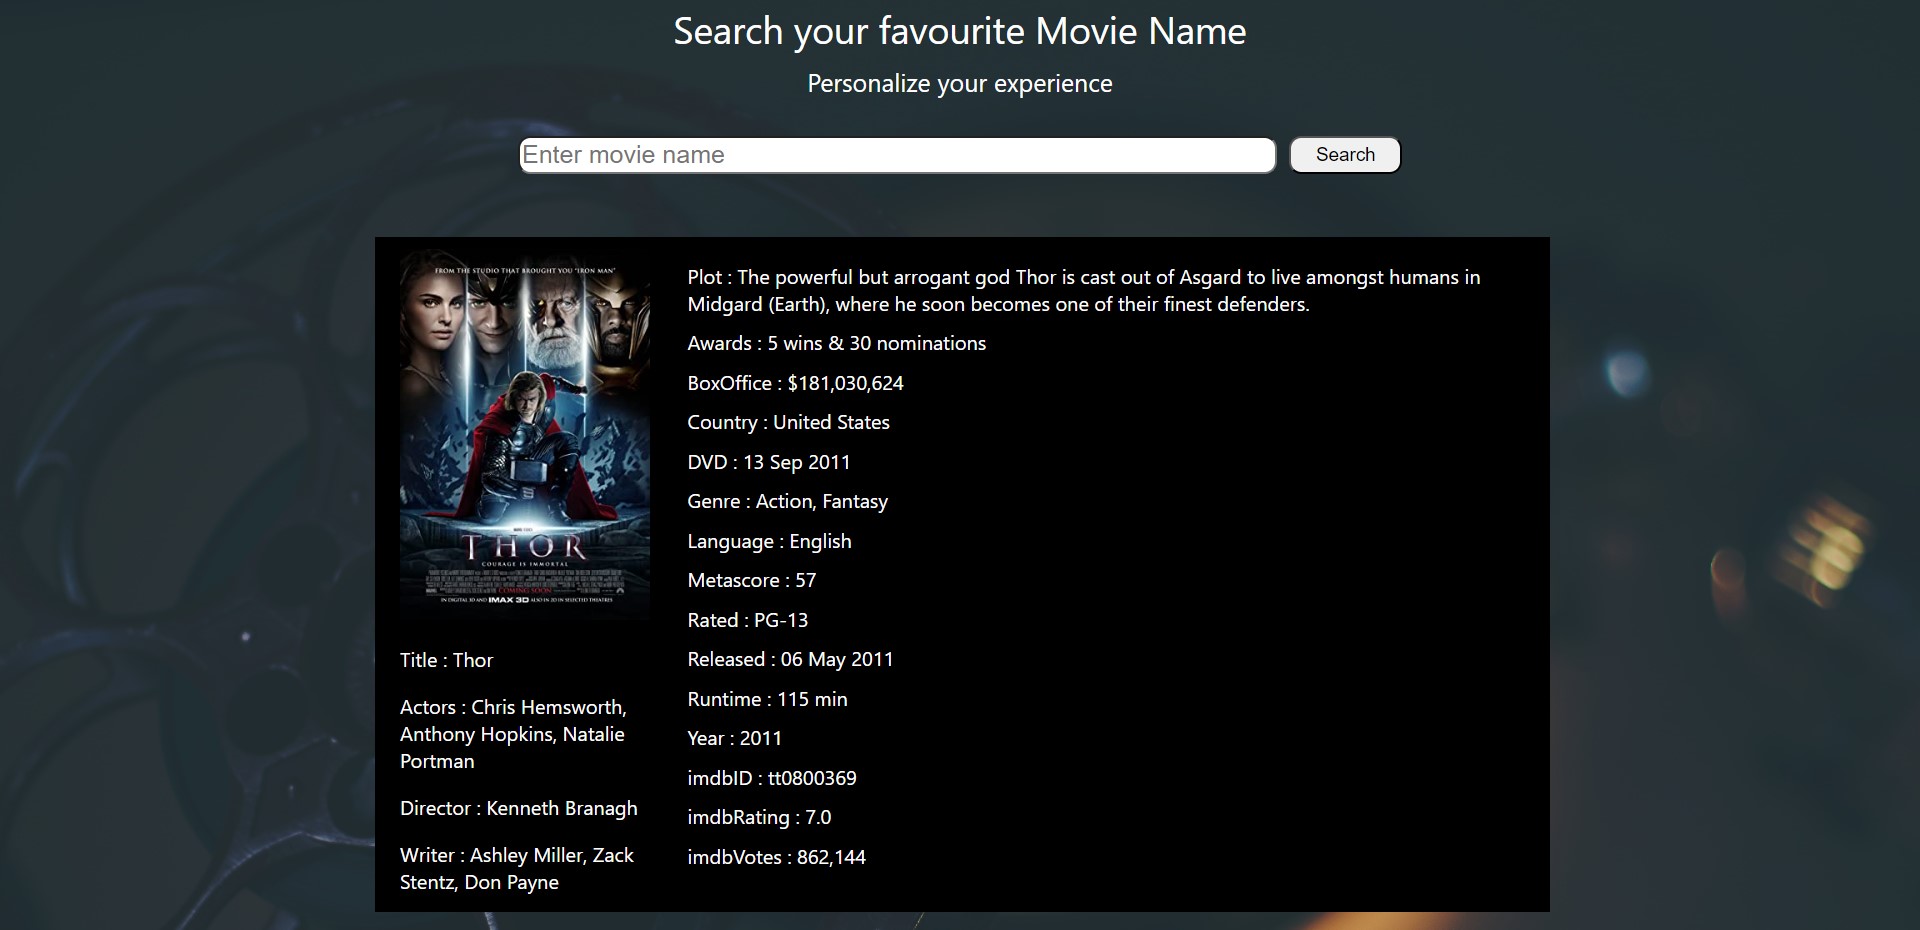 Search your favourite Movie Name
Personalize your experience
Enter movie name
Search
FROM THE STUDIO THAT BROUGHT YOU "IRON MAN"
THOR
COURAGE IS IMMORTAL
COMING SOON
IN DIGITAL 3D AND IMAX 3D ALSO IN 2D IN SELECTED THEATRES
Title : Thor
Actors : Chris Hemsworth,
Anthony Hopkins, Natalie
Portman
Director : Kenneth Branagh
Writer : Ashley Miller, Zack
Stentz, Don Payne
Plot : The powerful but arrogant god Thor is cast out of Asgard to live amongst humans in
Midgard (Earth), where he soon becomes one of their finest defenders.
Awards : 5 wins & 30 nominations
BoxOffice : $181,030,624
Country : United States
DVD : 13 Sep 2011
Genre : Action, Fantasy
Language : English
Metascore : 57
Rated : PG-13
Released : 06 May 2011
Runtime : 115 min
Year : 2011
imdbID : tt0800369
imdbRating : 7.0
imdbVotes : 862,144